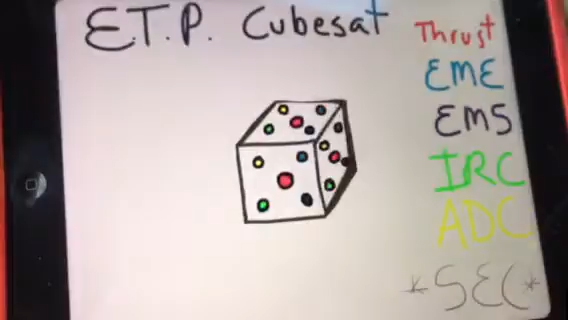 E.T.P. Cubesat
Thrust
EME
EMS
IRC
ADC
*SEC*